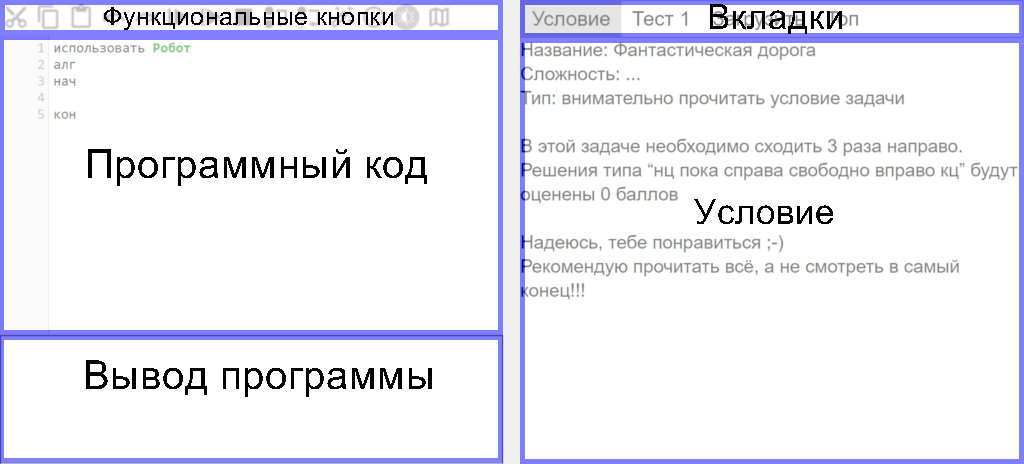 Функциональные кнопки
1 использовать Робот
2 алг
3 нач
4
5 кон
Программный код
Вывод программы
Условие Тест 1 Загрузить Топ
Вкладки
Название: Фантастическая дорога
Сложность: ...
Тип: внимательно прочитать условие задачи
В этой задаче необходимо сходить 3 раза направо.
Решения типа “нц пока справа свободно вправо кц” будут
оценены 0 баллов
Условие
Надеюсь, тебе понравиться ;-)
Рекомендую прочитать всё, а не смотреть в самый
конец!!!